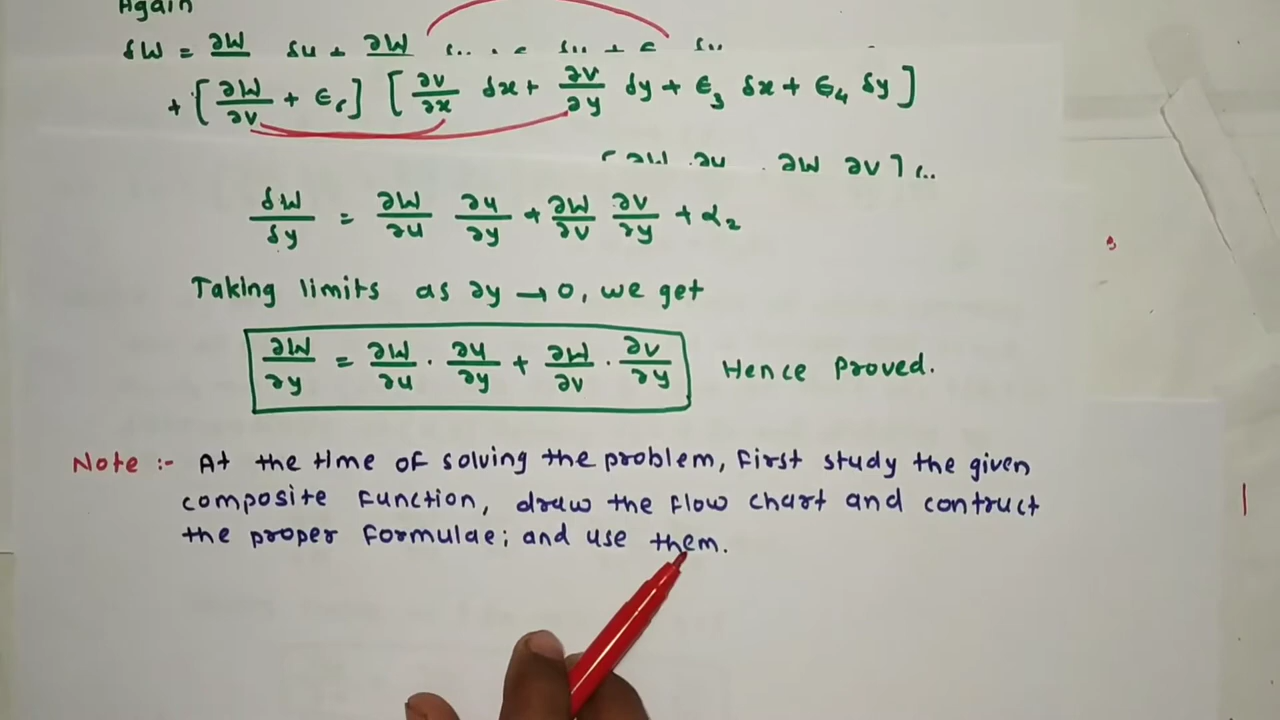 Again
δW = ∂W δu + ∂W
+ [∂W/∂v + ϵ] [∂v/∂x δx + ∂v/∂y δy + ϵ₃ δx + ϵ₄ δy]
∂W ∂u ∂W ∂v
δW/δy = ∂W/∂u ∂u/∂y + ∂W/∂v ∂v/∂y + α₂
Taking limits as ∂y → 0, we get
∂W/∂y = ∂W/∂u · ∂u/∂y + ∂W/∂v · ∂v/∂y Hence Proved.
Note :- At the time of solving the problem, first study the given
composite function, draw the flow chart and contruct
the proper formulae; and use them.